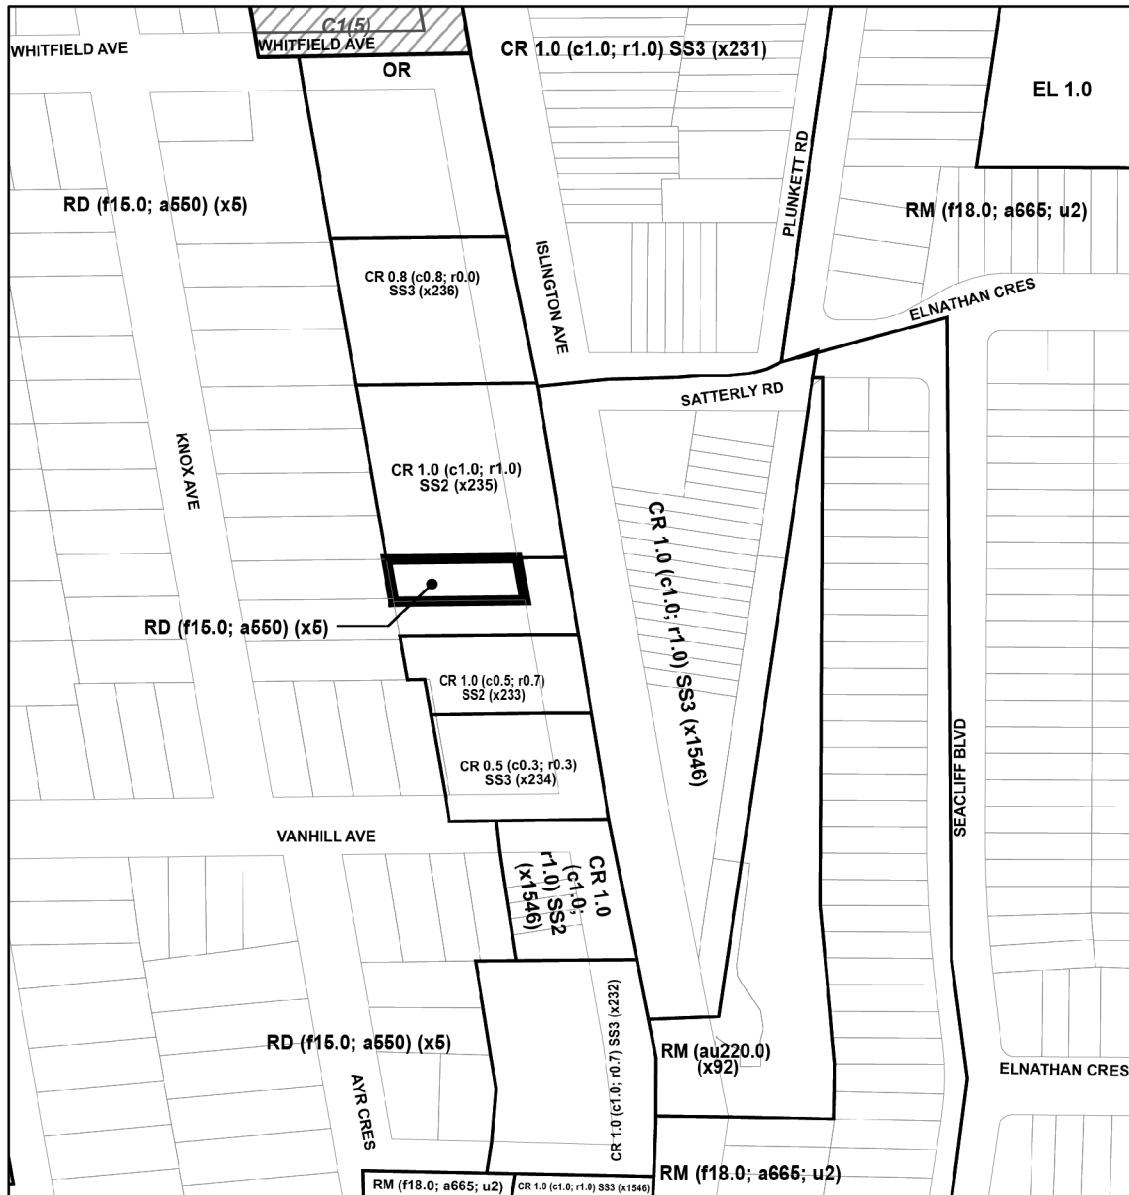 C1(5)
WHITFIELD AVE
WHITFIELD AVE
CR 1.0 (c1.0; r1.0) SS3 (x231)
OR
EL 1.0
PLUNKETT RD
RD (f15.0; a550) (x5)
RM (f18.0; a665; u2)
CR 0.8 (c0.8; r0.0)
SS3 (x236)
ISLINGTON AVE
ELNATHAN CRES
SATTERLY RD
KNOX AVE
CR 1.0 (c1.0; r1.0)
SS2 (x235)
CR 1.0 (c1.0; r1.0) SS3 (x1546)
RD (f15.0; a550) (x5)
CR 1.0 (c0.5; r0.7)
SS2 (x233)
CR 0.5 (c0.3; r0.3)
SS3 (x234)
SEACLIFF BLVD
VANHILL AVE
CR 1.0
(c1.0;
r1.0) SS2
(x1546)
CR 1.0 (c1.0; r0.7) SS3 (x232)
RD (f15.0; a550) (x5)
RM (au220.0)
(x92)
ELNATHAN CRES
AYR CRES
RM (f18.0; a665; u2)
RM (f18.0; a665; u2)
CR 1.0 (c1.0; r1.0) SS3 (x1546)